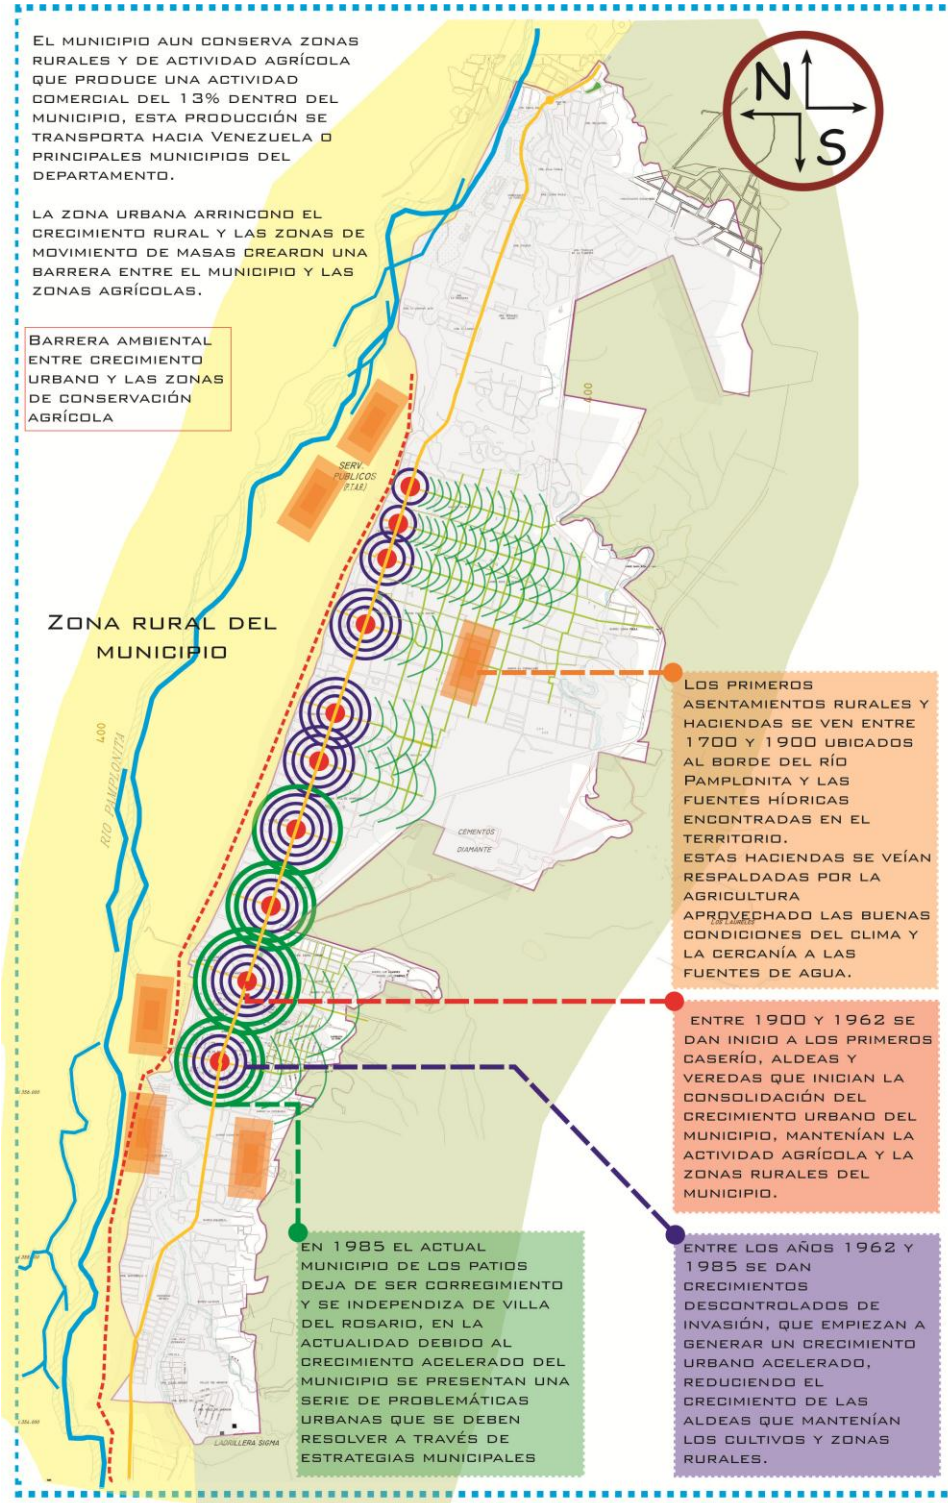 EL MUNICIPIO AUN CONSERVA ZONAS
RURALES Y DE ACTIVIDAD AGRÍCOLA
QUE PRODUCE UNA ACTIVIDAD
COMERCIAL DEL 13% DENTRO DEL
MUNICIPIO, ESTA PRODUCCIÓN SE
TRANSPORTA HACIA VENEZUELA O
PRINCIPALES MUNICIPIOS DEL
DEPARTAMENTO.
LA ZONA URBANA ARRINCONO EL
CRECIMIENTO RURAL Y LAS ZONAS DE
MOVIMIENTO DE MASAS CREARON UNA
BARRERA ENTRE EL MUNICIPIO Y LAS
ZONAS AGRÍCOLAS.
BARRERA AMBIENTAL
ENTRE CRECIMIENTO
URBANO Y LAS ZONAS
DE CONSERVACIÓN
AGRÍCOLA
N
S
400
SERV.
PÚBLICOS
(P.T.A.R.)
ZONA RURAL DEL
MUNICIPIO
400
RIO PAMPLONITA
CEMENTOS
DIAMANTE
LOS PRIMEROS
ASENTAMIENTOS RURALES Y
HACIENDAS SE VEN ENTRE
1700 Y 1900 UBICADOS
AL BORDE DEL RÍO
PAMPLONITA Y LAS
FUENTES HÍDRICAS
ENCONTRADAS EN EL
TERRITORIO.
ESTAS HACIENDAS SE VEÍAN
RESPALDADAS POR LA
AGRICULTURA
APROVECHADO LAS BUENAS
CONDICIONES DEL CLIMA Y
LA CERCANÍA A LAS
FUENTES DE AGUA.
LOS LAURELES
ENTRE 1900 Y 1962 SE
DAN INICIO A LOS PRIMEROS
CASERÍO, ALDEAS Y
VEREDAS QUE INICIAN LA
CONSOLIDACIÓN DEL
CRECIMIENTO URBANO DEL
MUNICIPIO, MANTENÍAN LA
ACTIVIDAD AGRÍCOLA Y LA
ZONAS RURALES DEL
MUNICIPIO.
EN 1985 EL ACTUAL
MUNICIPIO DE LOS PATIOS
DEJA DE SER CORREGIMIENTO
Y SE INDEPENDIZA DE VILLA
DEL ROSARIO, EN LA
ACTUALIDAD DEBIDO AL
CRECIMIENTO ACELERADO DEL
MUNICIPIO SE PRESENTAN UNA
SERIE DE PROBLEMÁTICAS
URBANAS QUE SE DEBEN
RESOLVER A TRAVÉS DE
ESTRATEGIAS MUNICIPALES
ENTRE LOS AÑOS 1962 Y
1985 SE DAN
CRECIMIENTOS
DESCONTROLADOS DE
INVASIÓN, QUE EMPIEZAN A
GENERAR UN CRECIMIENTO
URBANO ACELERADO,
REDUCIENDO EL
CRECIMIENTO DE LAS
ALDEAS QUE MANTENÍAN
LOS CULTIVOS Y ZONAS
RURALES.
LADRILLERA SIGMA